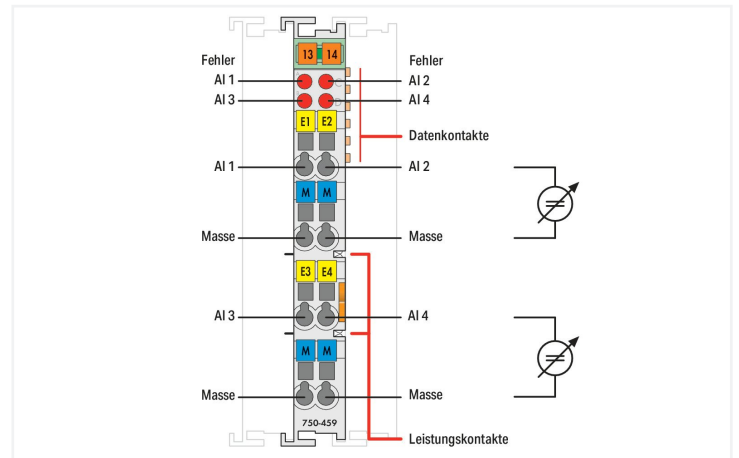 13 14
Fehler Fehler
AI 1 AI 2
AI 3 AI 4
E1 E2
Datenkontakte
AI 1 AI 2
M M
Masse Masse
E3 E4
AI 3 AI 4
M M
Masse Masse
750-459
Leistungskontakte